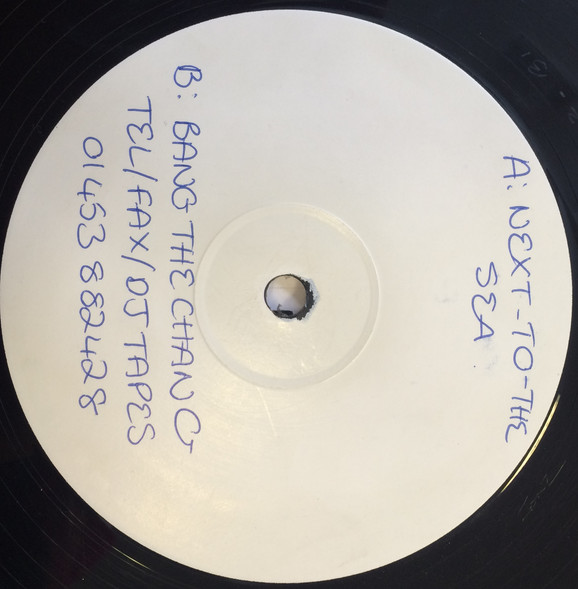 A: NEXT-TO-THE
SEA
B: BANG THE CHANG
TEL/FAX/DJ TAPES
01453 882428